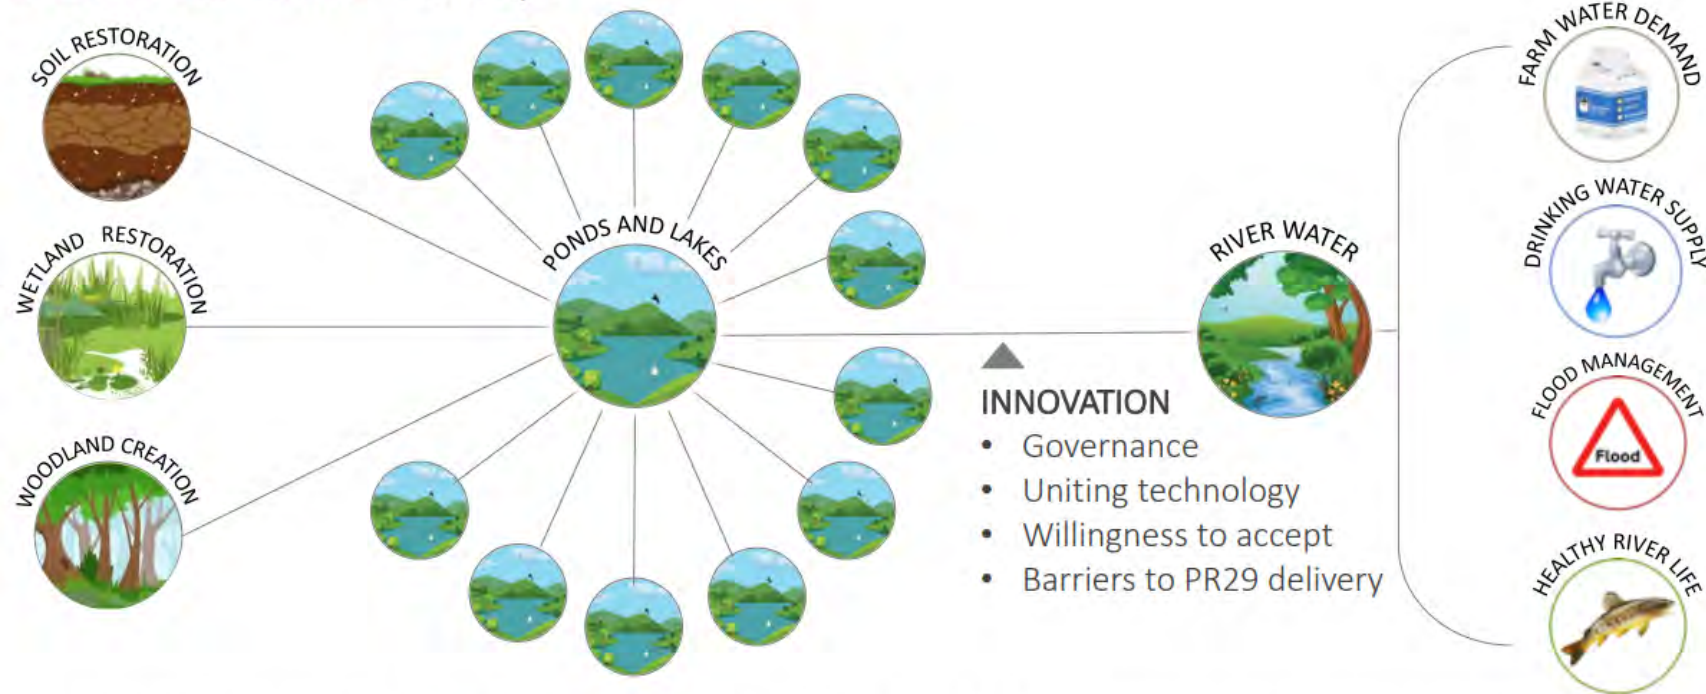 SOIL RESTORATION
WETLAND RESTORATION
WOODLAND CREATION
PONDS AND LAKES
INNOVATION
• Governance
• Uniting technology
• Willingness to accept
• Barriers to PR29 delivery
RIVER WATER
FARM WATER DEMAND
DRINKING WATER SUPPLY
FLOOD MANAGEMENT
Flood
HEALTHY RIVER LIFE